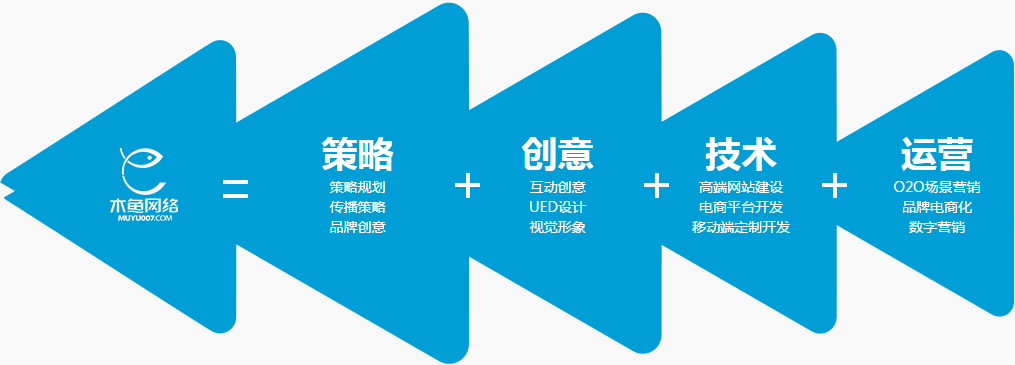 木鱼网络
MUYU007.COM
=
策略
策略规划
传播策略
品牌创意
+
创意
互动创意
UED设计
视觉形象
+
技术
高端网站建设
电商平台开发
移动端定制开发
+
运营
O2O场景营销
品牌电商化
数字营销